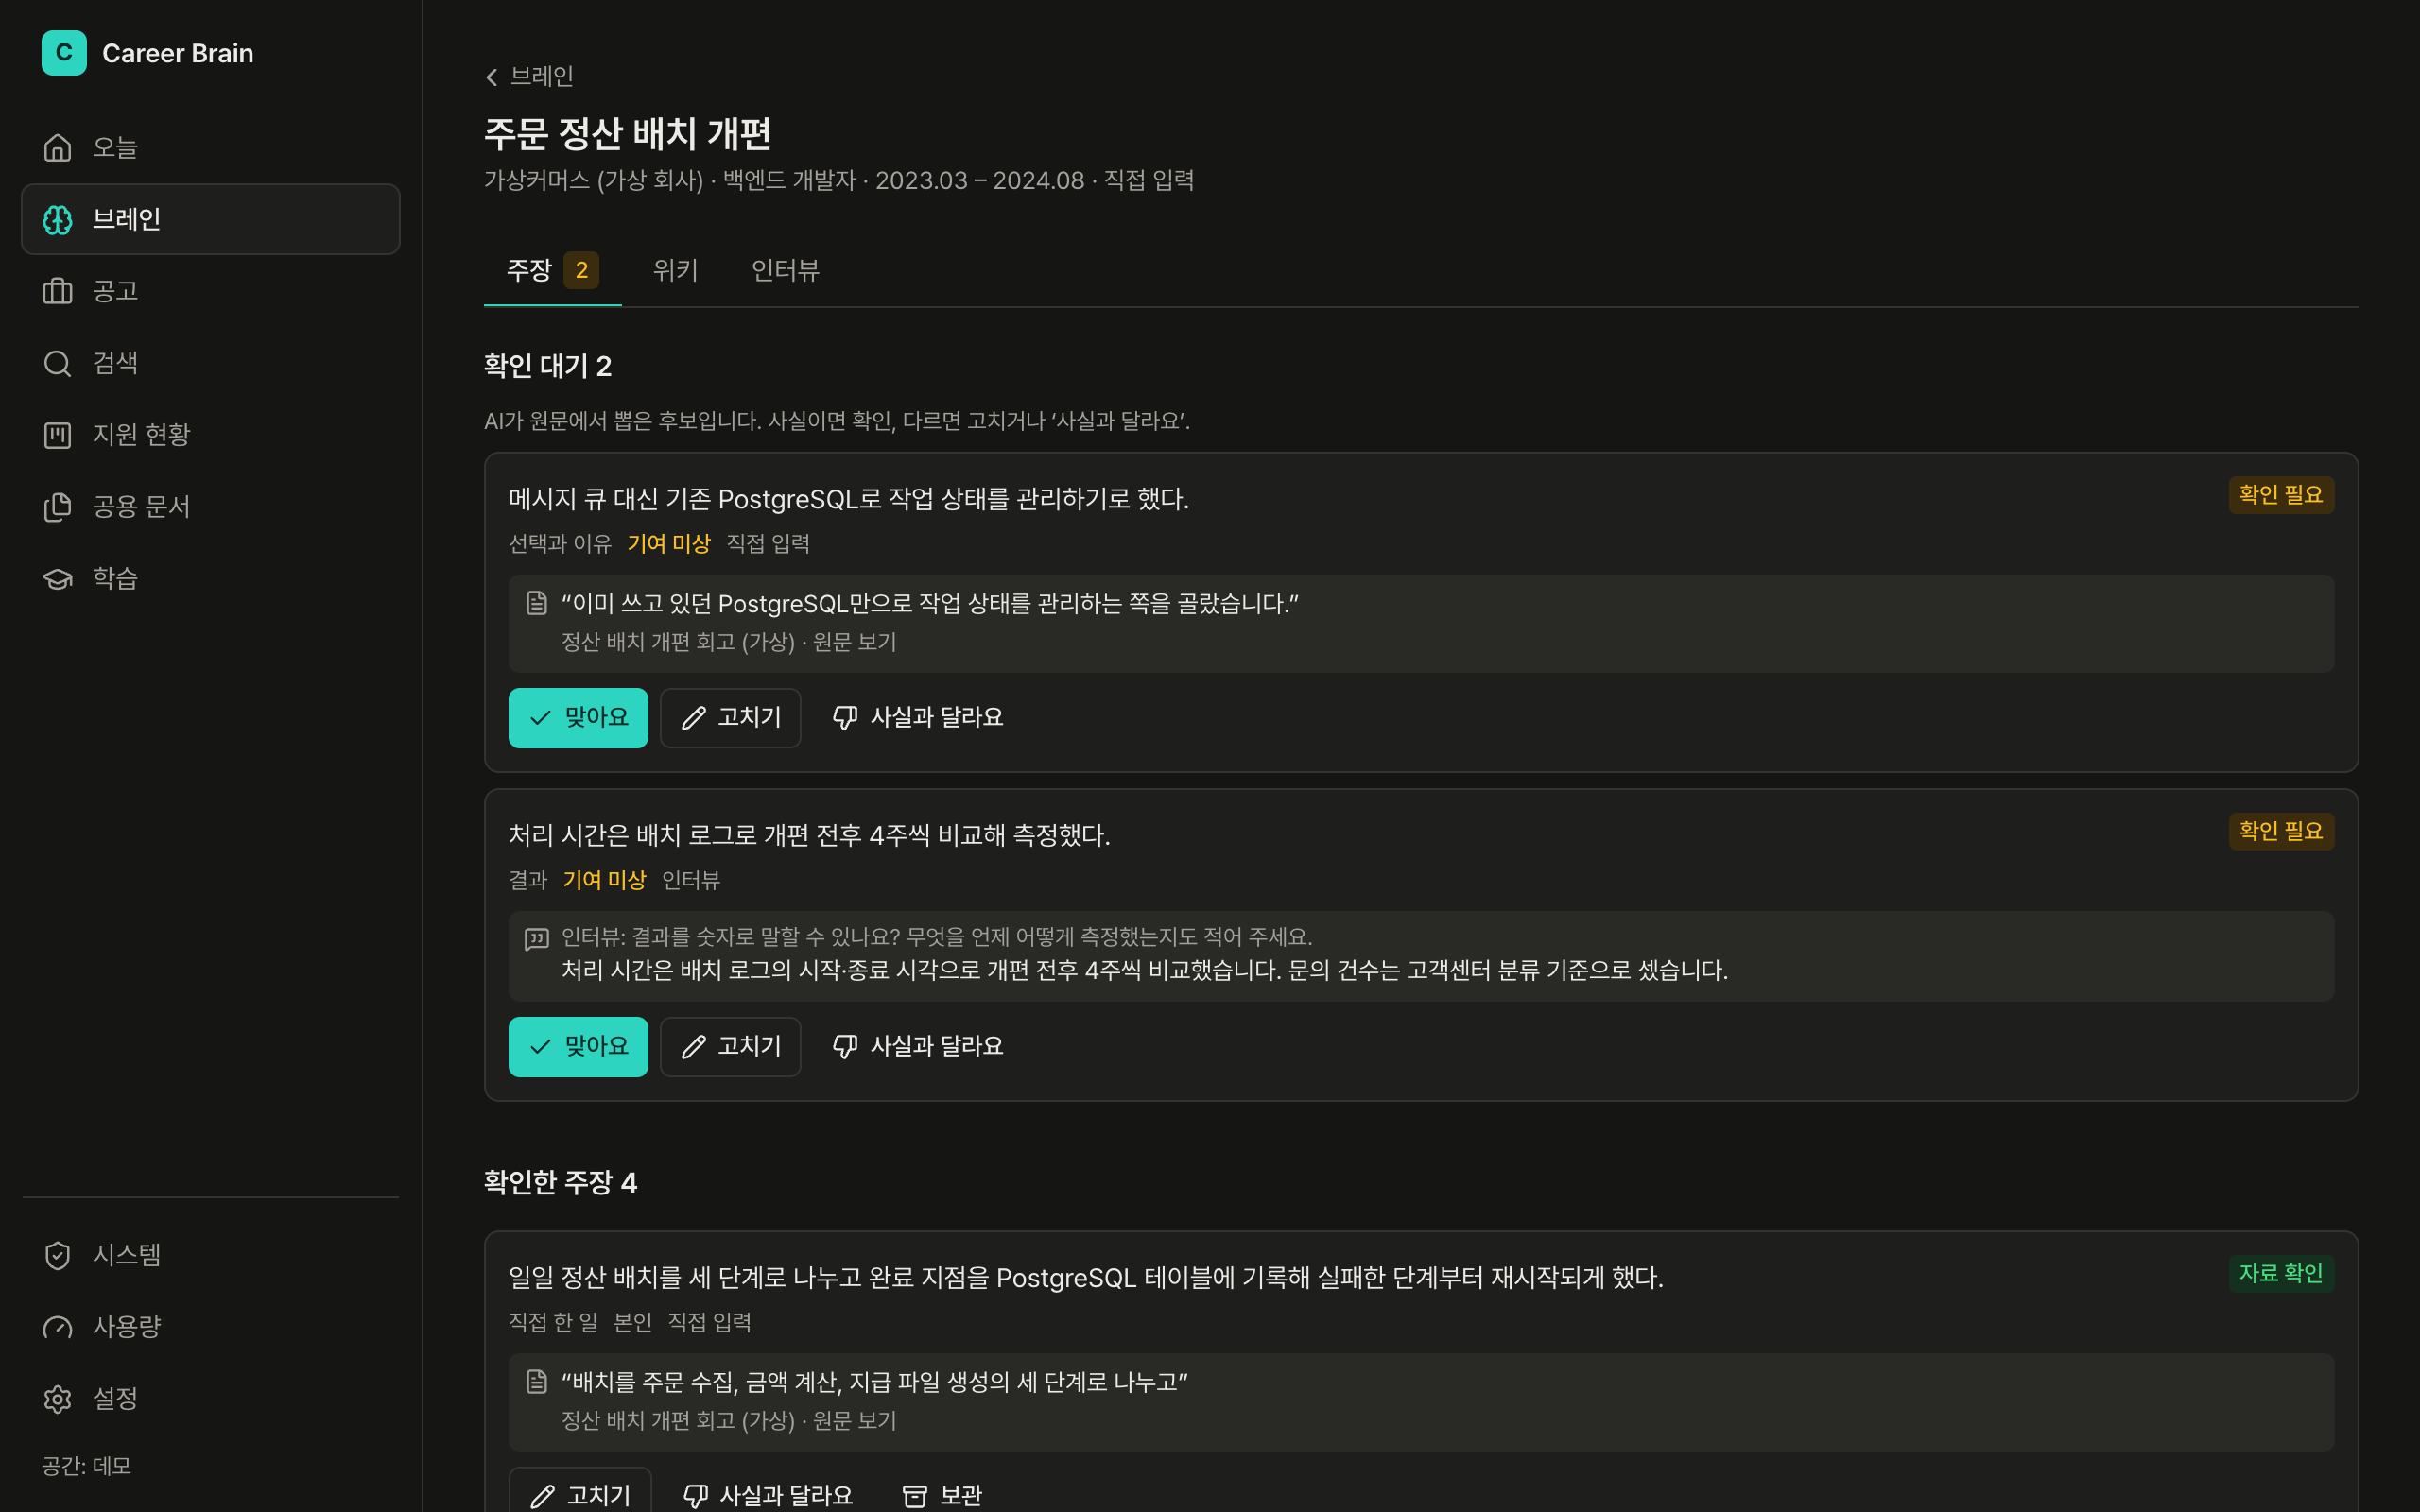 C Career Brain
오늘
브레인
공고
검색
지원 현황
공용 문서
학습
시스템
사용량
설정
공간: 데모
브레인
주문 정산 배치 개편
가상커머스 (가상 회사) · 백엔드 개발자 · 2023.03 – 2024.08 · 직접 입력
주장 2 위키 인터뷰
확인 대기 2
AI가 원문에서 뽑은 후보입니다. 사실이면 확인, 다르면 고치거나 ‘사실과 달라요’.
메시지 큐 대신 기존 PostgreSQL로 작업 상태를 관리하기로 했다. 확인 필요
선택과 이유 기여 미상 직접 입력
“이미 쓰고 있던 PostgreSQL만으로 작업 상태를 관리하는 쪽을 골랐습니다.”
정산 배치 개편 회고 (가상) · 원문 보기
맞아요 고치기 사실과 달라요
처리 시간은 배치 로그로 개편 전후 4주씩 비교해 측정했다. 확인 필요
결과 기여 미상 인터뷰
인터뷰: 결과를 숫자로 말할 수 있나요? 무엇을 언제 어떻게 측정했는지도 적어 주세요.
처리 시간은 배치 로그의 시작·종료 시각으로 개편 전후 4주씩 비교했습니다. 문의 건수는 고객센터 분류 기준으로 셌습니다.
맞아요 고치기 사실과 달라요
확인한 주장 4
일일 정산 배치를 세 단계로 나누고 완료 지점을 PostgreSQL 테이블에 기록해 실패한 단계부터 재시작되게 했다. 자료 확인
직접 한 일 본인 직접 입력
“배치를 주문 수집, 금액 계산, 지급 파일 생성의 세 단계로 나누고”
정산 배치 개편 회고 (가상) · 원문 보기
고치기 사실과 달라요 보관